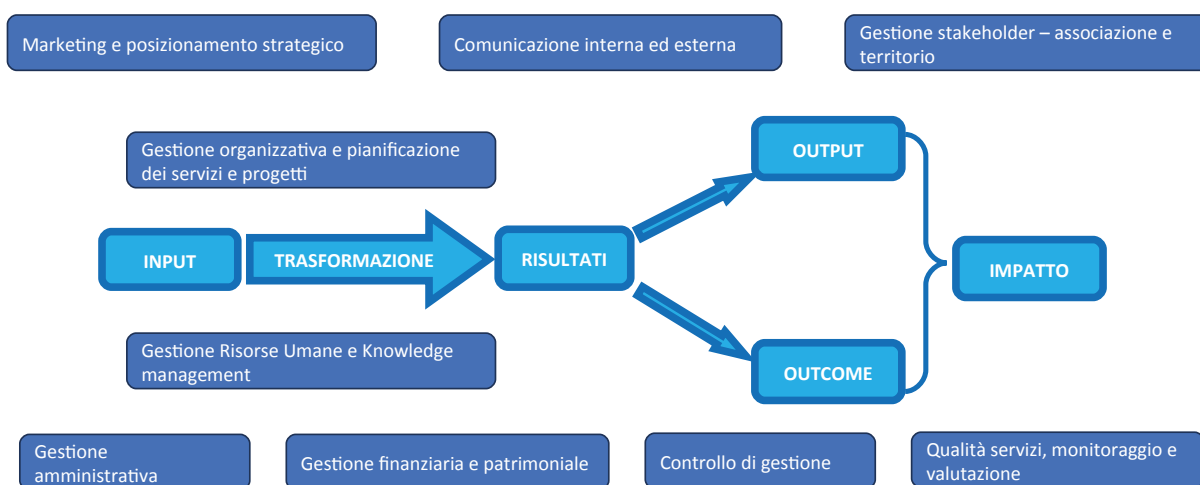 Marketing e posizionamento strategico
Comunicazione interna ed esterna
Gestione stakeholder – associazione e
territorio
Gestione organizzativa e pianificazione
dei servizi e progetti
OUTPUT
INPUT
TRASFORMAZIONE
RISULTATI
IMPATTO
Gestione Risorse Umane e Knowledge
management
OUTCOME
Gestione
amministrativa
Gestione finanziaria e patrimoniale
Controllo di gestione
Qualità servizi, monitoraggio e
valutazione